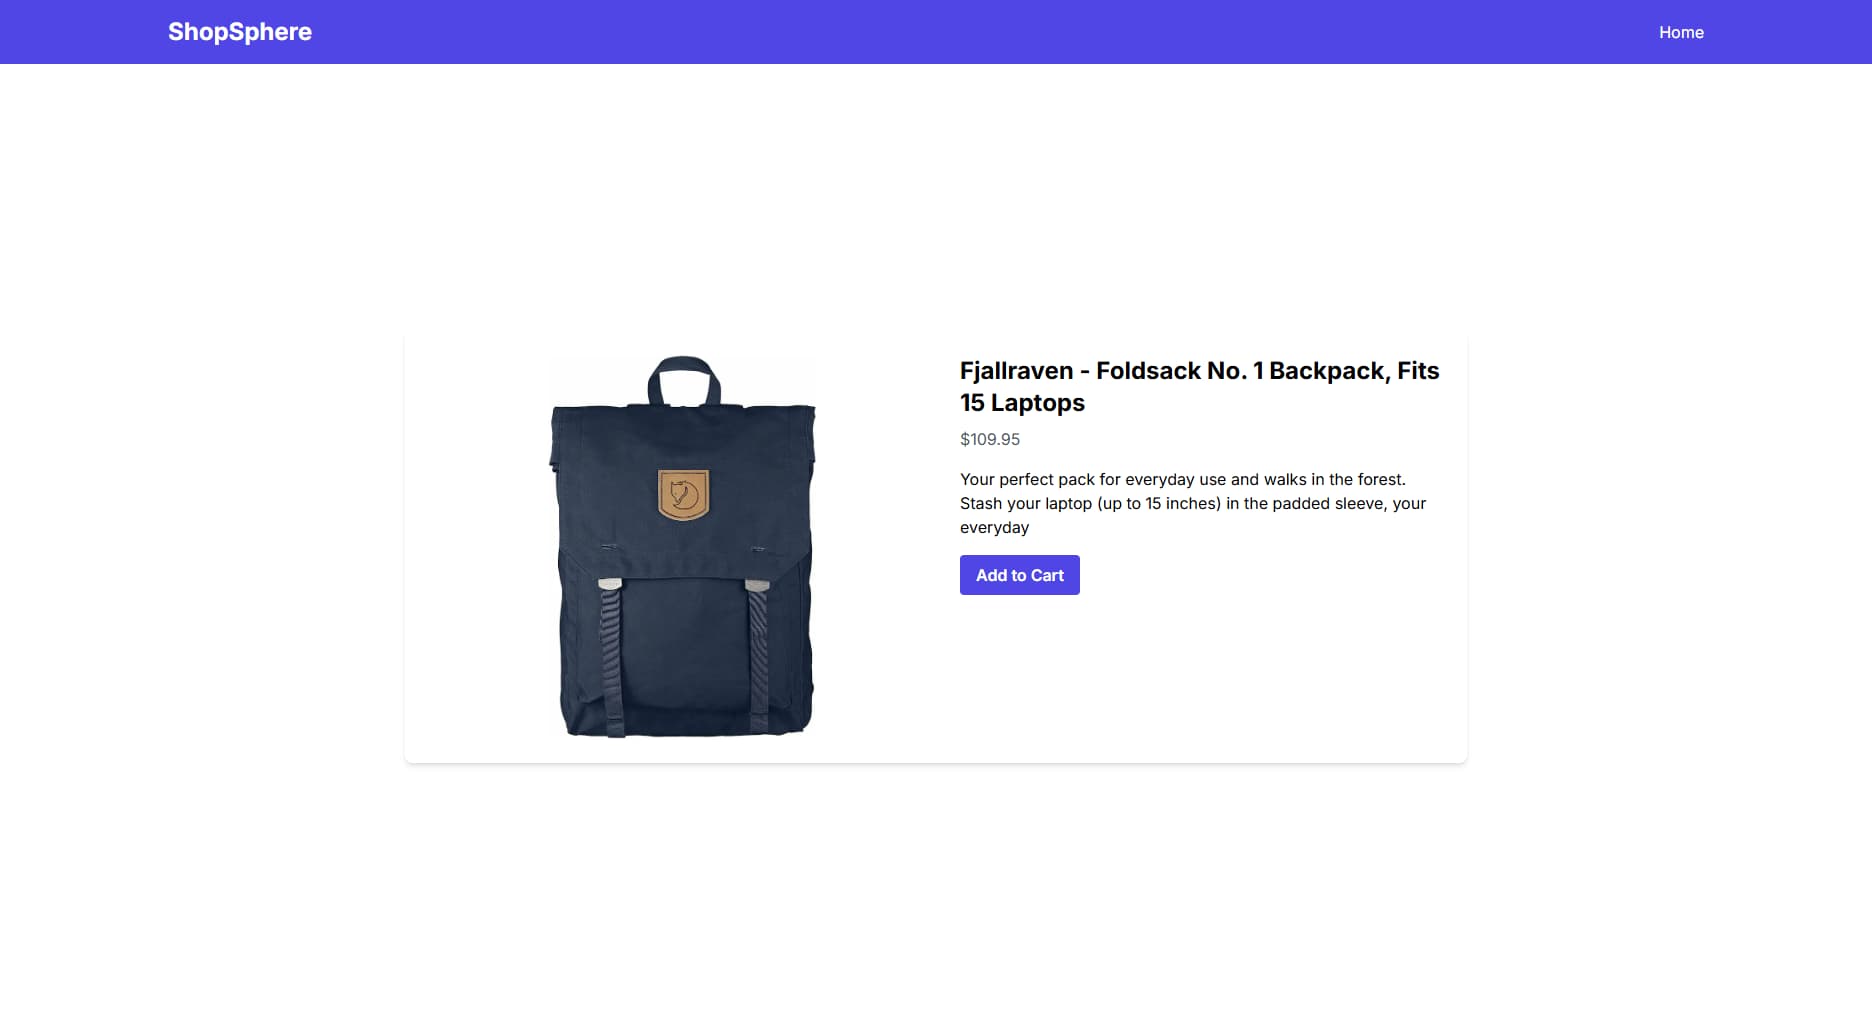 ShopSphere
Home
Fjallraven - Foldsack No. 1 Backpack, Fits
15 Laptops
$109.95
Your perfect pack for everyday use and walks in the forest.
Stash your laptop (up to 15 inches) in the padded sleeve, your
everyday
Add to Cart